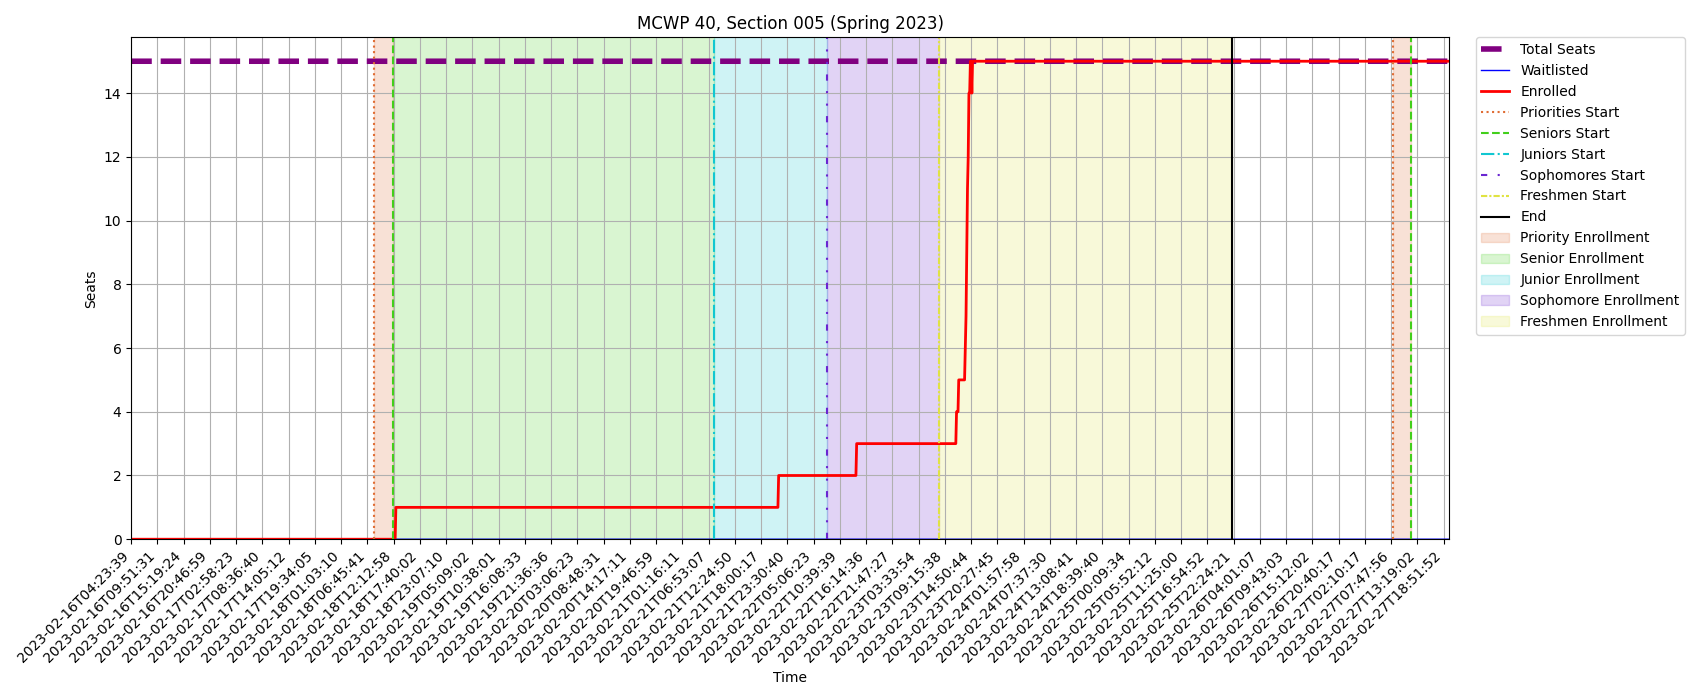 MCWP 40, Section 005 (Spring 2023)
Seats
14
12
10
8
6
4
2
0
2023-02-16T04:23:39
2023-02-16T09:51:31
2023-02-16T15:19:24
2023-02-16T20:46:59
2023-02-17T02:58:23
2023-02-17T08:36:40
2023-02-17T14:05:12
2023-02-17T19:34:05
2023-02-18T01:03:10
2023-02-18T06:45:41
2023-02-18T12:12:58
2023-02-18T17:40:02
2023-02-18T23:07:10
2023-02-19T05:09:02
2023-02-19T10:38:01
2023-02-19T16:08:33
2023-02-19T21:36:36
2023-02-20T03:06:23
2023-02-20T08:48:31
2023-02-20T14:17:11
2023-02-20T19:46:59
2023-02-21T01:16:11
2023-02-21T06:53:07
2023-02-21T12:24:50
2023-02-21T18:00:17
2023-02-21T23:30:40
2023-02-22T05:06:23
2023-02-22T10:39:39
2023-02-22T16:14:36
2023-02-22T21:47:27
2023-02-23T03:33:54
2023-02-23T09:15:38
2023-02-23T14:50:44
2023-02-23T20:27:45
2023-02-24T01:57:58
2023-02-24T07:37:30
2023-02-24T13:08:41
2023-02-24T18:39:40
2023-02-25T00:09:34
2023-02-25T05:52:12
2023-02-25T11:25:00
2023-02-25T16:54:52
2023-02-25T22:24:21
2023-02-26T04:01:07
2023-02-26T09:43:03
2023-02-26T15:12:02
2023-02-26T20:40:17
2023-02-27T02:10:17
2023-02-27T07:47:56
2023-02-27T13:19:02
2023-02-27T18:51:52
Time
Total Seats
Waitlisted
Enrolled
Priorities Start
Seniors Start
Juniors Start
Sophomores Start
Freshmen Start
End
Priority Enrollment
Senior Enrollment
Junior Enrollment
Sophomore Enrollment
Freshmen Enrollment